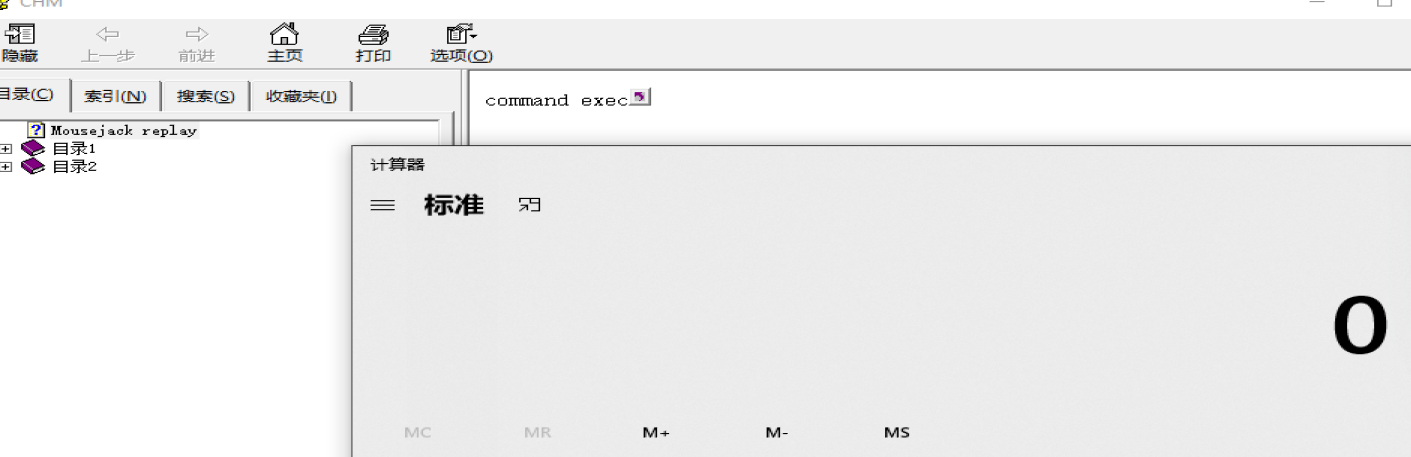 CHM
隐藏 上一步 前进 主页 打印 选项(O)
目录(C) 索引(N) 搜索(S) 收藏夹(I)
command exec
Mousejack replay
目录1
目录2
计算器
标准
0
MC MR M+ M- MS